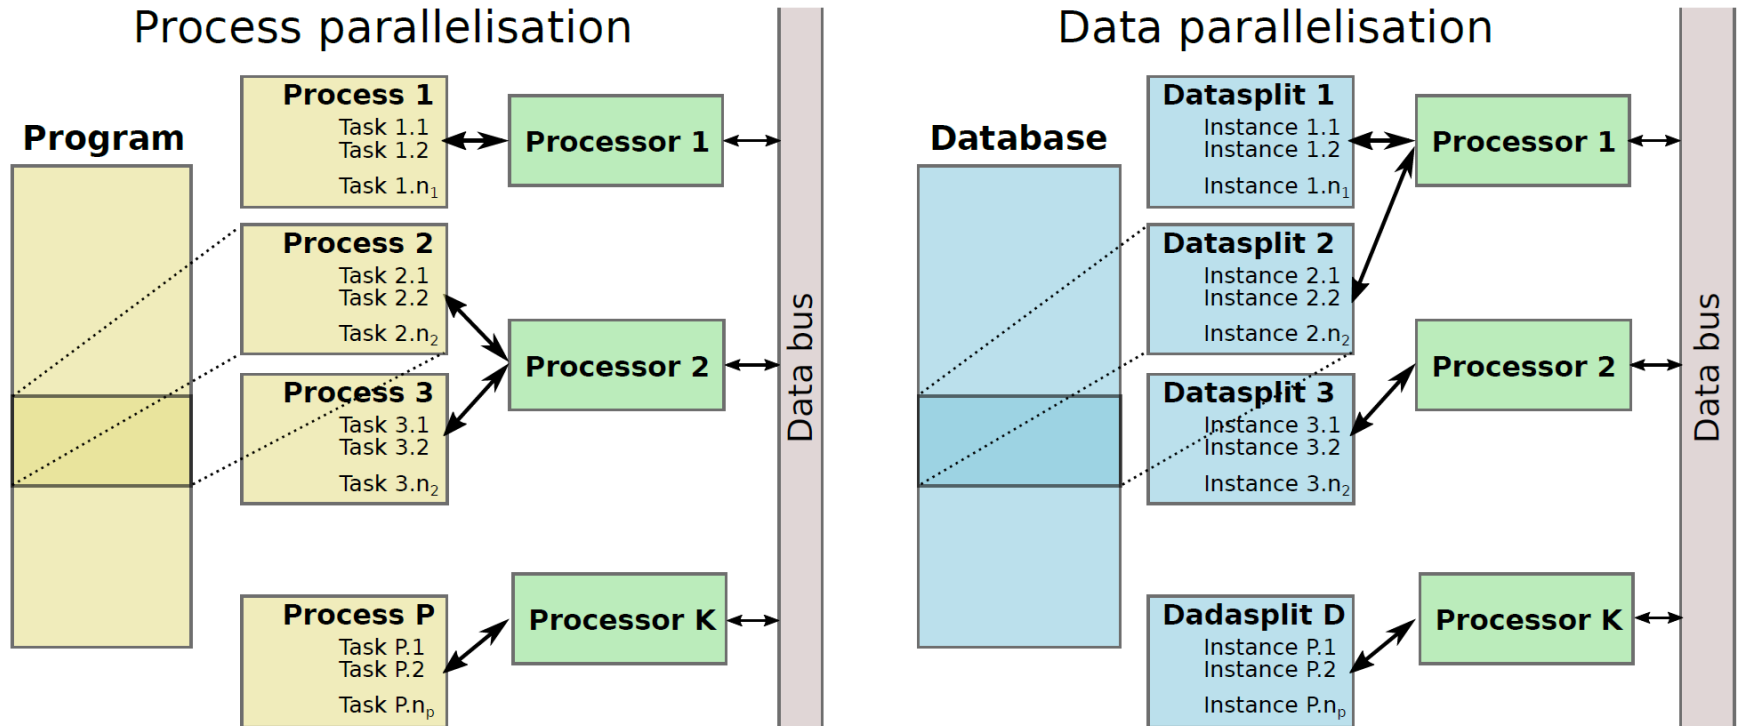 Process parallelisation
Program
Process 1
Task 1.1
Task 1.2
Task 1.n₁
Process 2
Task 2.1
Task 2.2
Task 2.n₂
Process 3
Task 3.1
Task 3.2
Task 3.n₂
Process P
Task P.1
Task P.2
Task P.nₚ
Processor 1
Processor 2
Processor K
Data bus
Data parallelisation
Database
Datasplit 1
Instance 1.1
Instance 1.2
Instance 1.n₁
Datasplit 2
Instance 2.1
Instance 2.2
Instance 2.n₂
Datasplit 3
Instance 3.1
Instance 3.2
Instance 3.n₂
Dadasplit D
Instance P.1
Instance P.2
Instance P.nₚ
Processor 1
Processor 2
Processor K
Data bus